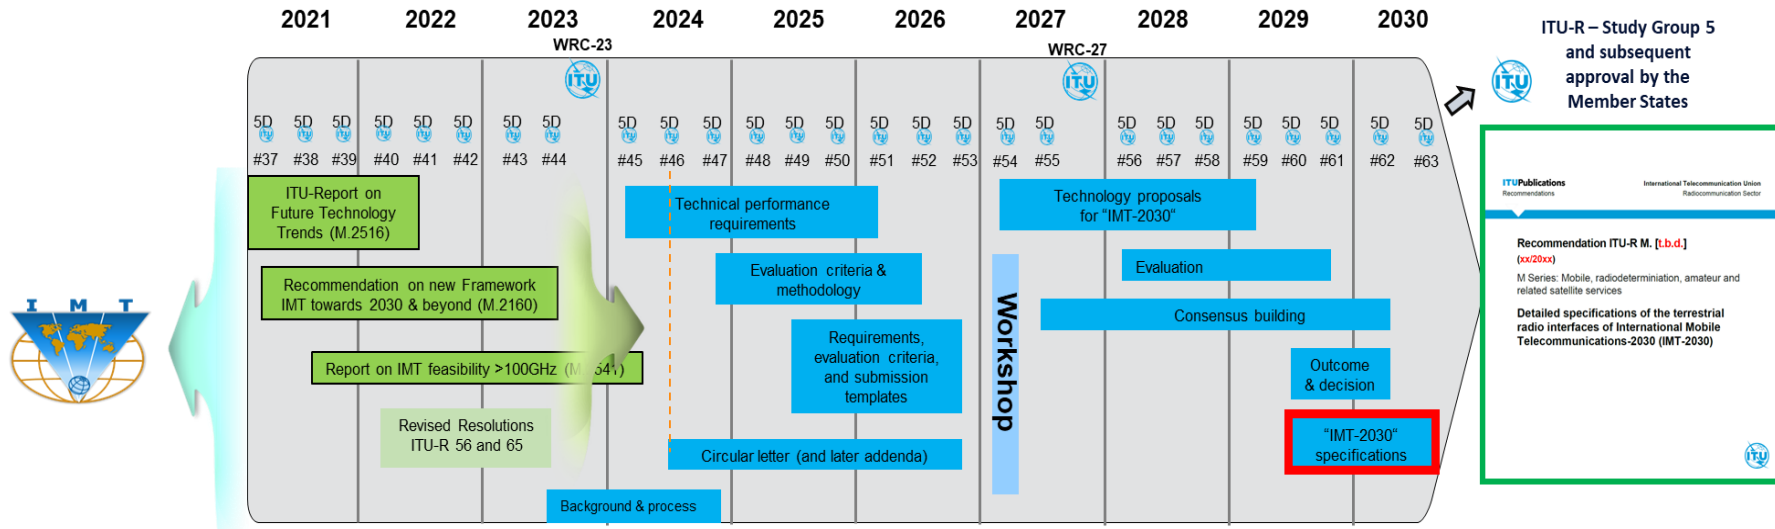 2021 2022 2023 2024 2025 2026 2027 2028 2029 2030
WRC-23
WRC-27
ITU-R – Study Group 5
and subsequent
approval by the
Member States
5D 5D 5D 5D 5D 5D 5D 5D 5D 5D 5D 5D 5D 5D 5D 5D 5D 5D 5D 5D 5D 5D 5D 5D 5D 5D 5D
#37 #38 #39 #40 #41 #42 #43 #44 #45 #46 #47 #48 #49 #50 #51 #52 #53 #54 #55 #56 #57 #58 #59 #60 #61 #62 #63
I M T
ITU-Report on
Future Technology
Trends (M.2516)
Recommendation on new Framework
IMT towards 2030 & beyond (M.2160)
Report on IMT feasibility >100GHz
Revised Resolutions
ITU-R 56 and 65
Background & process
Technical performance
requirements
Evaluation criteria &
methodology
Requirements,
evaluation criteria,
and submission
templates
Circular letter (and later addenda)
Workshop
Technology proposals
for “IMT-2030“
Evaluation
Consensus building
Outcome
& decision
“IMT-2030“
specifications
ITUPublications
Recommendations
International Telecommunication Union
Radiocommunication Sector
Recommendation ITU-R M. [t.b.d.]
(xx/20xx)
M Series: Mobile, radiodeterminiation, amateur and
related satellite services
Detailed specifications of the terrestrial
radio interfaces of International Mobile
Telecommunications-2030 (IMT-2030)